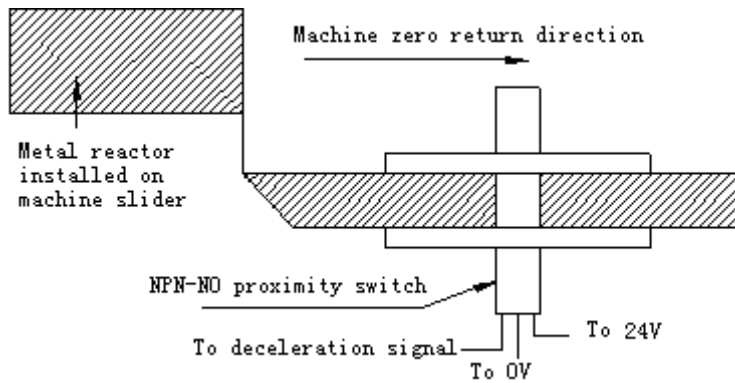 Machine zero return direction
Metal reactor
installed on
machine slider
NPN-NO proximity switch
To 24V
To deceleration signal
To 0V